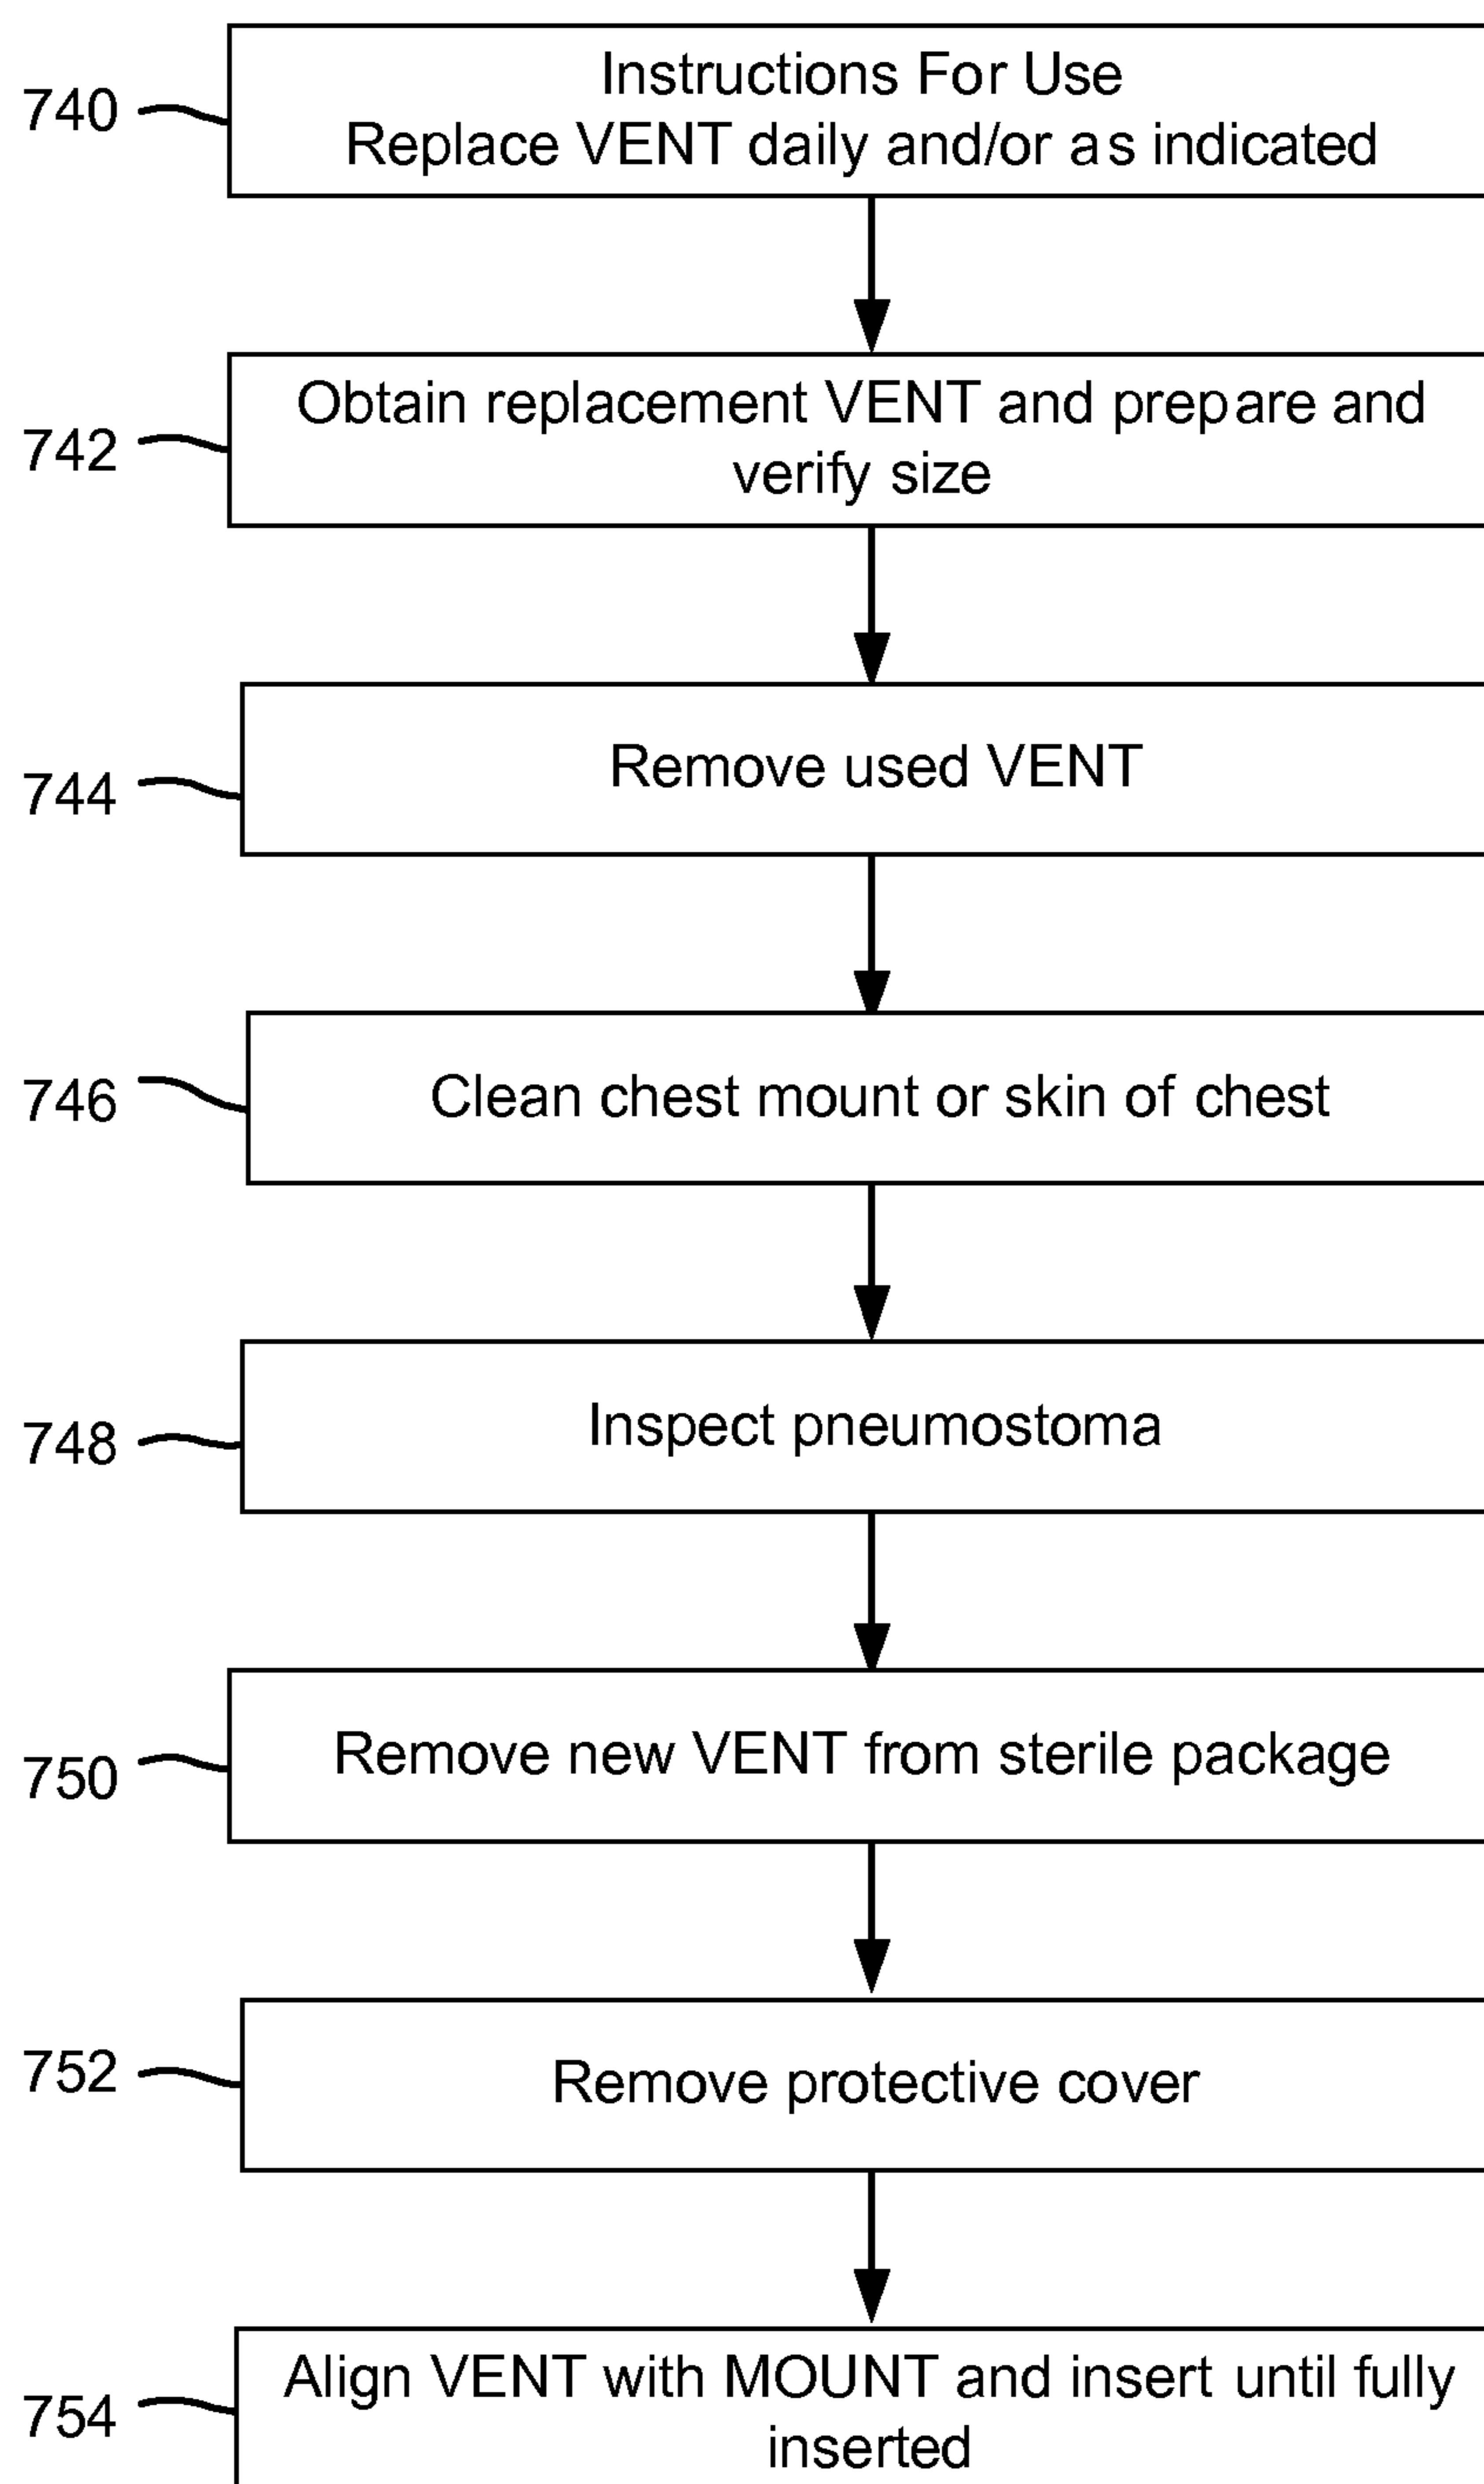 740
Instructions For Use
Replace VENT daily and/or as indicated
742
Obtain replacement VENT and prepare and
verify size
744
Remove used VENT
746
Clean chest mount or skin of chest
748
Inspect pneumostoma
750
Remove new VENT from sterile package
752
Remove protective cover
754
Align VENT with MOUNT and insert until fully
inserted